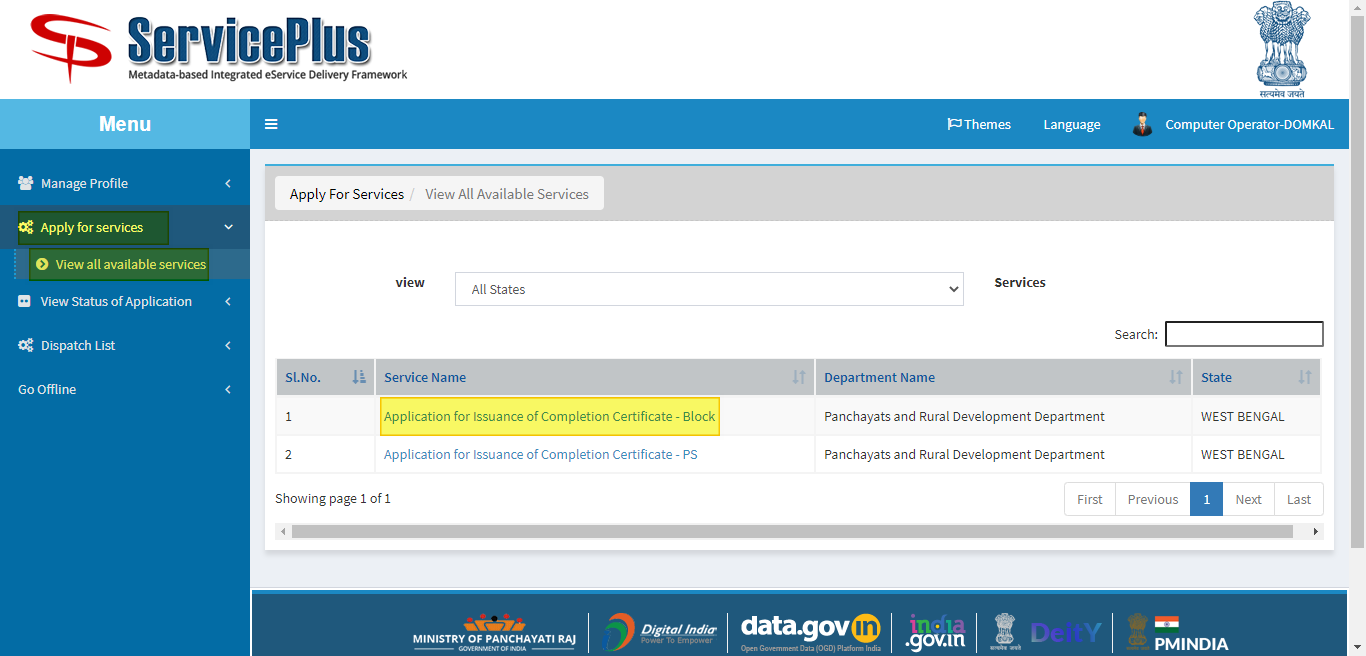 ServicePlus
Metadata-based Integrated eService Delivery Framework
सत्यमेव जयते
Menu
Themes Language Computer Operator-DOMKAL
Manage Profile
Apply for services
View all available services
View Status of Application
Dispatch List
Go Offline
Apply For Services / View All Available Services
view All States Services
Search:
Sl.No. Service Name Department Name State
1 Application for Issuance of Completion Certificate - Block Panchayats and Rural Development Department WEST BENGAL
2 Application for Issuance of Completion Certificate - PS Panchayats and Rural Development Department WEST BENGAL
Showing page 1 of 1
First Previous 1 Next Last
MINISTRY OF PANCHAYATI RAJ
GOVERNMENT OF INDIA
Digital India
Power To Empower
data.gov in
Open Government Data (OGD) Platform India
india
.gov.in
सत्यमेव जयते
DeitY
PMINDIA